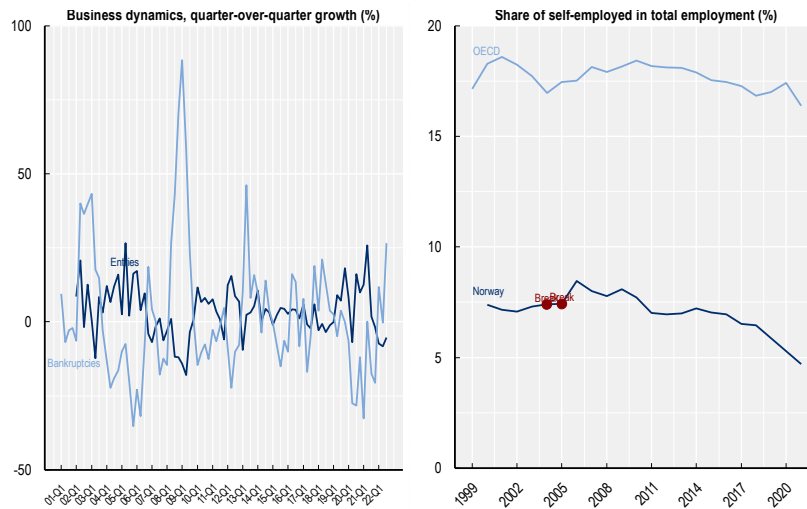 Business dynamics, quarter-over-quarter growth (%)
100
50
0
-50
Entries
Bankruptcies
01-Q1
02-Q1
03-Q1
04-Q1
05-Q1
06-Q1
07-Q1
08-Q1
09-Q1
10-Q1
11-Q1
12-Q1
13-Q1
14-Q1
15-Q1
16-Q1
17-Q1
18-Q1
19-Q1
20-Q1
21-Q1
22-Q1
Share of self-employed in total employment (%)
20
15
10
5
0
OECD
Norway
Break
Break
1999
2002
2005
2008
2011
2014
2017
2020